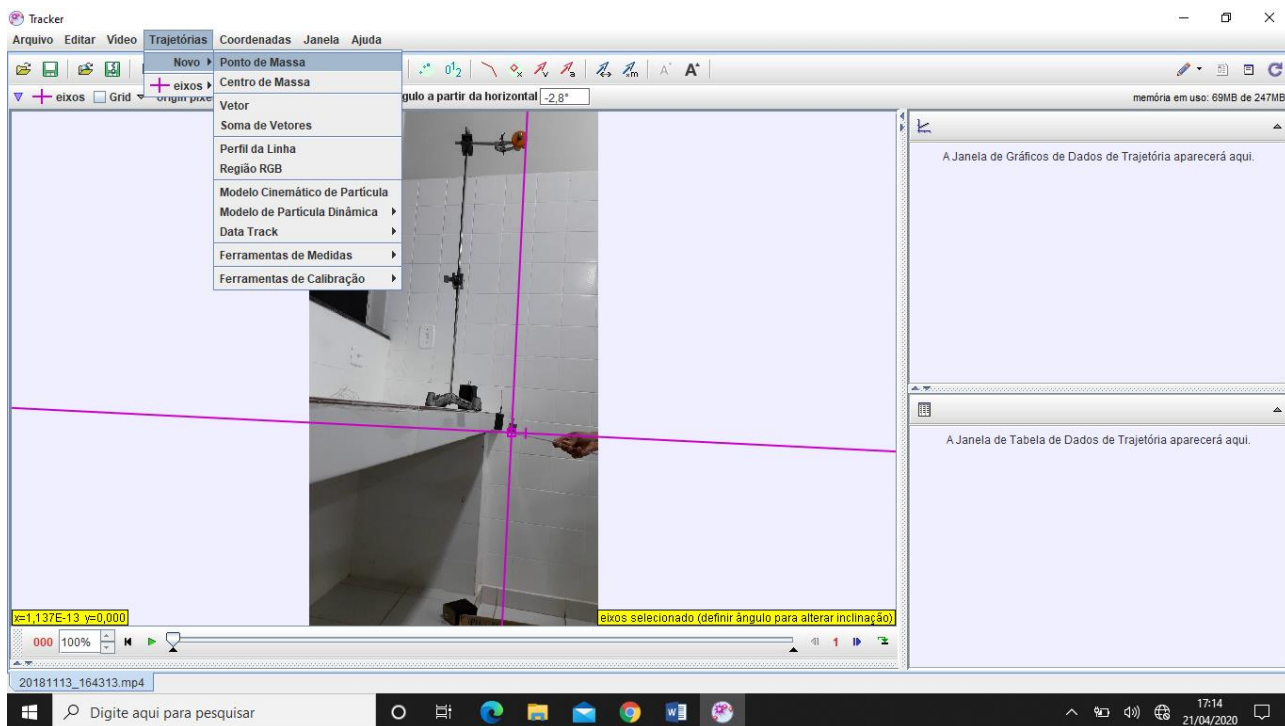 Tracker
Arquivo Editar Video Trajetórias Coordenadas Janela Ajuda
Novo
Ponto de Massa
eixos
Centro de Massa
Vetor
Soma de Vetores
Perfil da Linha
Região RGB
Modelo Cinemático de Partícula
Modelo de Partícula Dinâmica
Data Track
Ferramentas de Medidas
Ferramentas de Calibração
eixos Grid
gulo a partir da horizontal -2,8°
memória em uso: 69MB de 247MB
A Janela de Gráficos de Dados de Trajetória aparecerá aqui.
A Janela de Tabela de Dados de Trajetória aparecerá aqui.
x=1,137E-13 y=0,000
eixos selecionado (definir ângulo para alterar inclinação)
000 100%
1
20181113_164313.mp4
Digite aqui para pesquisar
17:14
21/04/2020